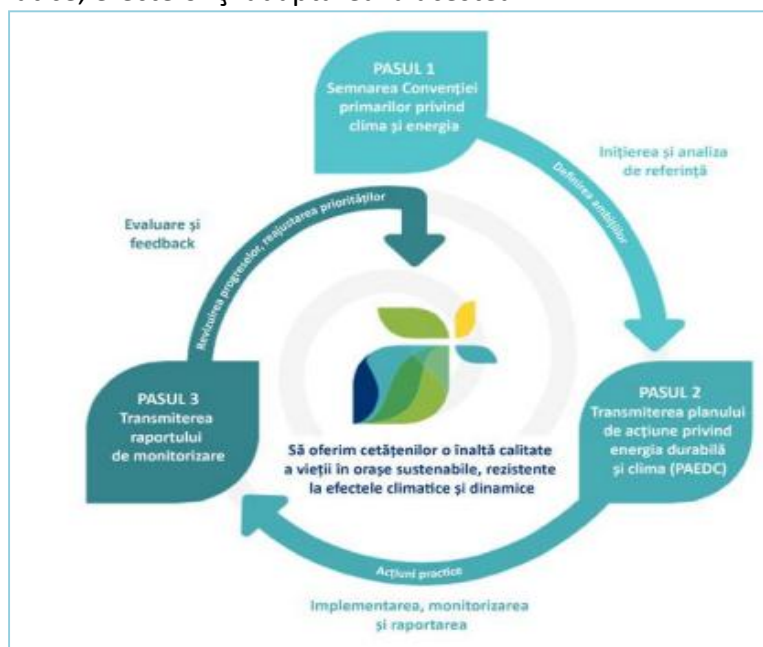 PASUL 1
Semnarea Convenției
primarilor privind
clima și energia
Inițierea și analiza
de referință
Definirea ambițiilor
Evaluare și
feedback
Revizuirea progreselor, reajustarea priorităților
PASUL 3
Transmiterea
raportului
de monitorizare
PASUL 2
Transmiterea planului
de acțiune privind
energia durabilă
și clima (PAEDC)
Să oferim cetățenilor o înaltă calitate
a vieții în orașe sustenabile, rezistente
la efectele climatice și dinamice
Acțiuni practice
Implementarea, monitorizarea
și raportarea